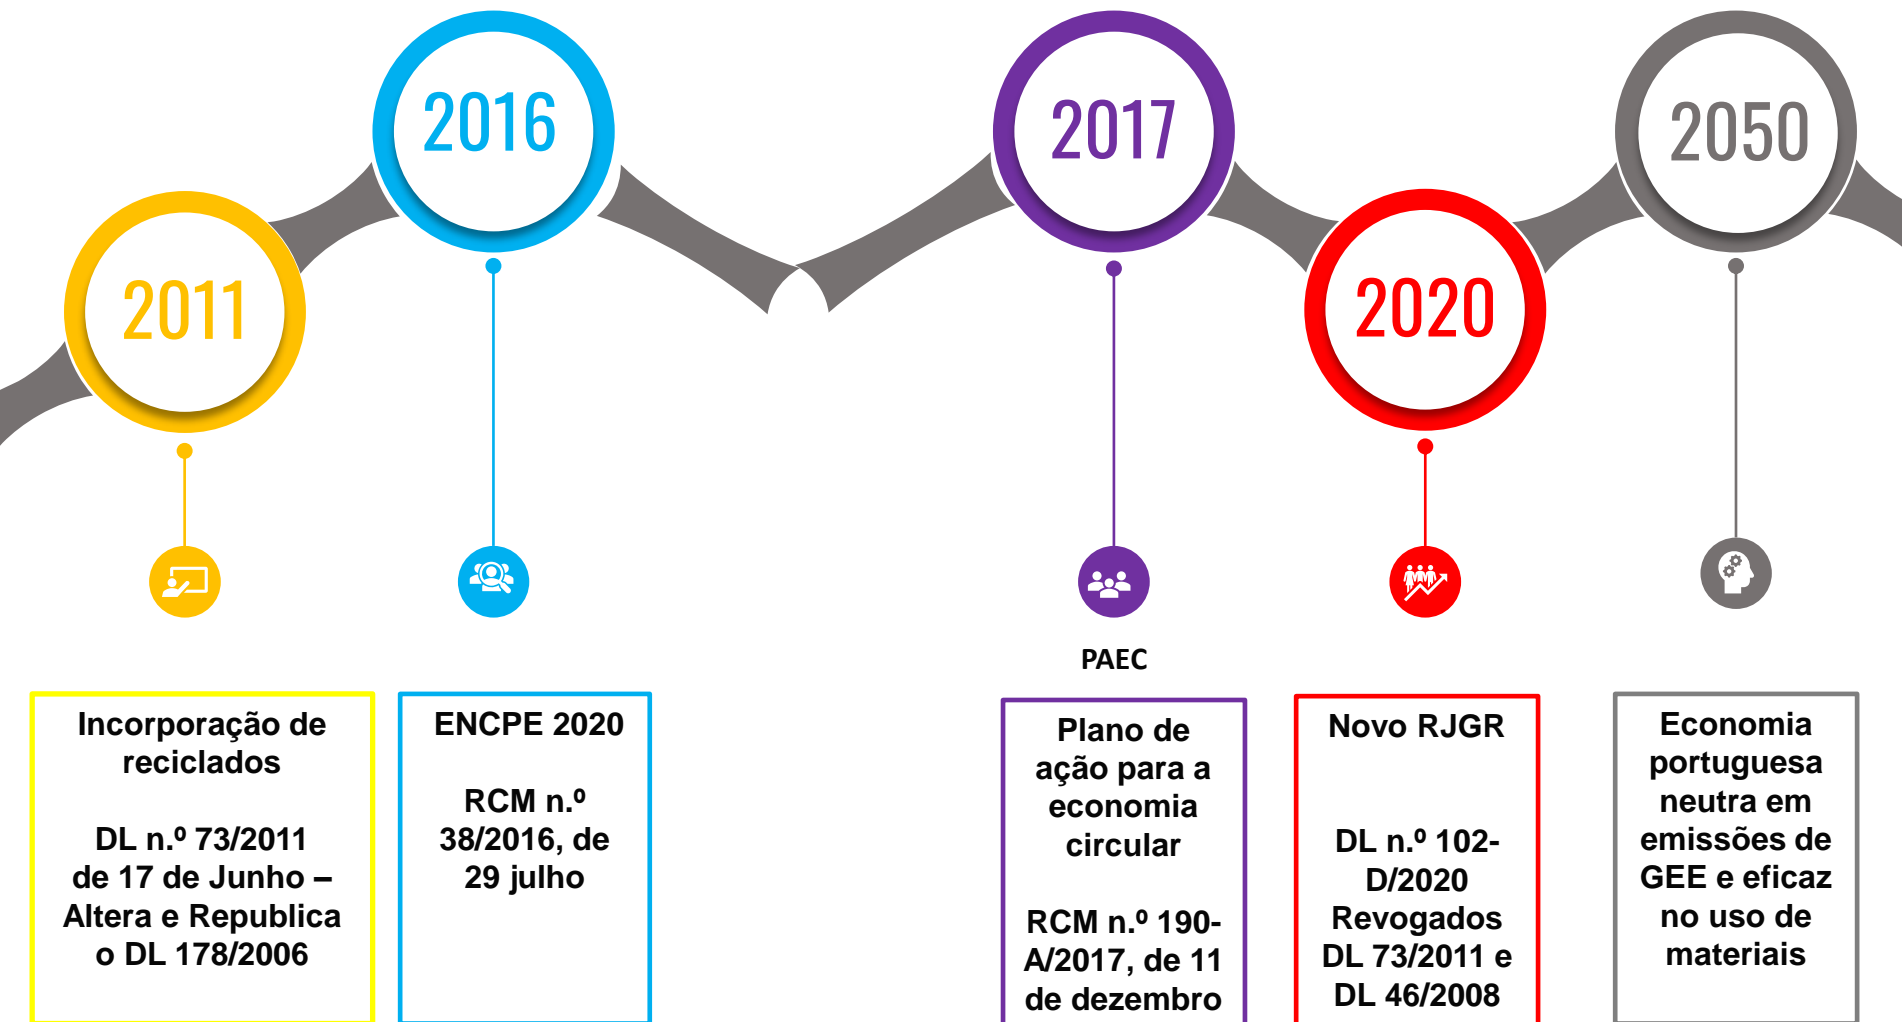 2011
2016
2017
2020
2050
Incorporação de
reciclados
DL n.º 73/2011
de 17 de Junho –
Altera e Republica
o DL 178/2006
ENCPE 2020
RCM n.º
38/2016, de
29 julho
PAEC
Plano de
ação para a
economia
circular
RCM n.º 190-
A/2017, de 11
de dezembro
Novo RJGR
DL n.º 102-
D/2020
Revogados
DL 73/2011 e
DL 46/2008
Economia
portuguesa
neutra em
emissões de
GEE e eficaz
no uso de
materiais